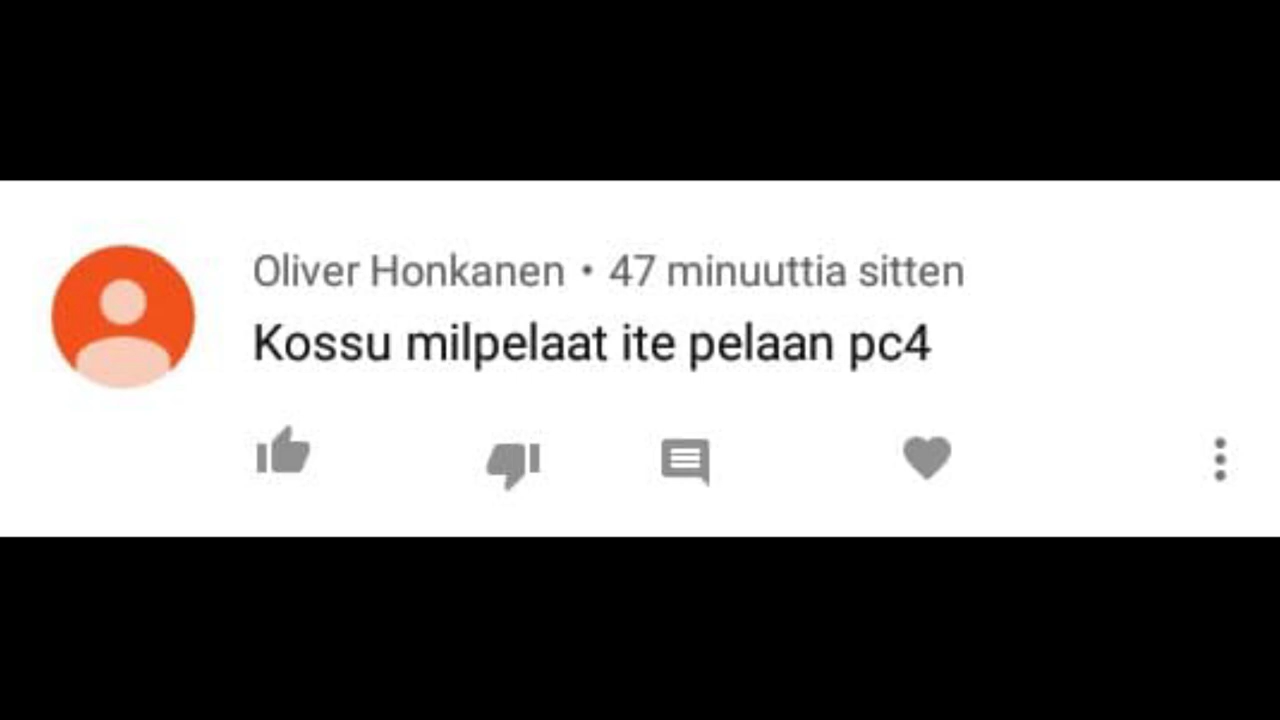 Oliver Honkanen • 47 minuuttia sitten
Kossu milpelaat ite pelaan pc4